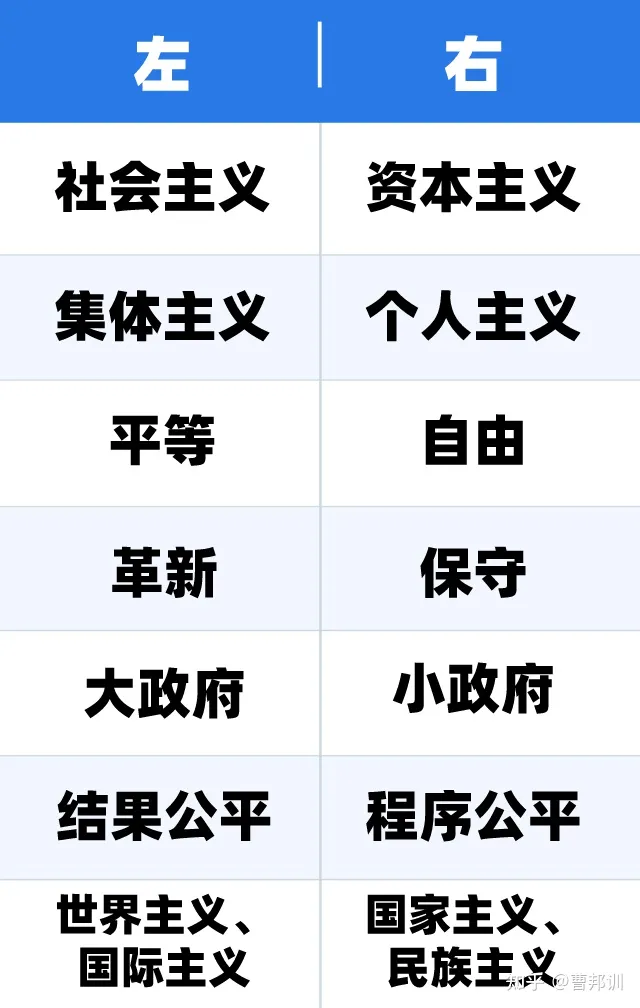 左 右
社会主义 资本主义
集体主义 个人主义
平等 自由
革新 保守
大政府 小政府
结果公平 程序公平
世界主义、 国家主义、
国际主义 民族主义
知乎 @曹邦训